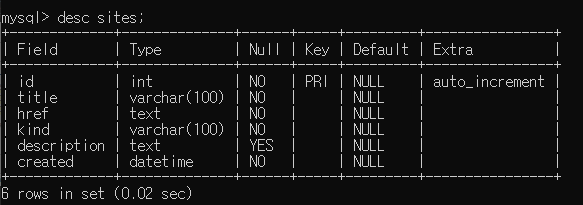 mysql> desc sites;
+-------------+--------------+------+-----+---------+----------------+
| Field | Type | Null | Key | Default | Extra |
+-------------+--------------+------+-----+---------+----------------+
| id | int | NO | PRI | NULL | auto_increment |
| title | varchar(100) | NO | | NULL | |
| href | text | NO | | NULL | |
| kind | varchar(100) | NO | | NULL | |
| description | text | YES | | NULL | |
| created | datetime | NO | | NULL | |
+-------------+--------------+------+-----+---------+----------------+
6 rows in set (0.02 sec)